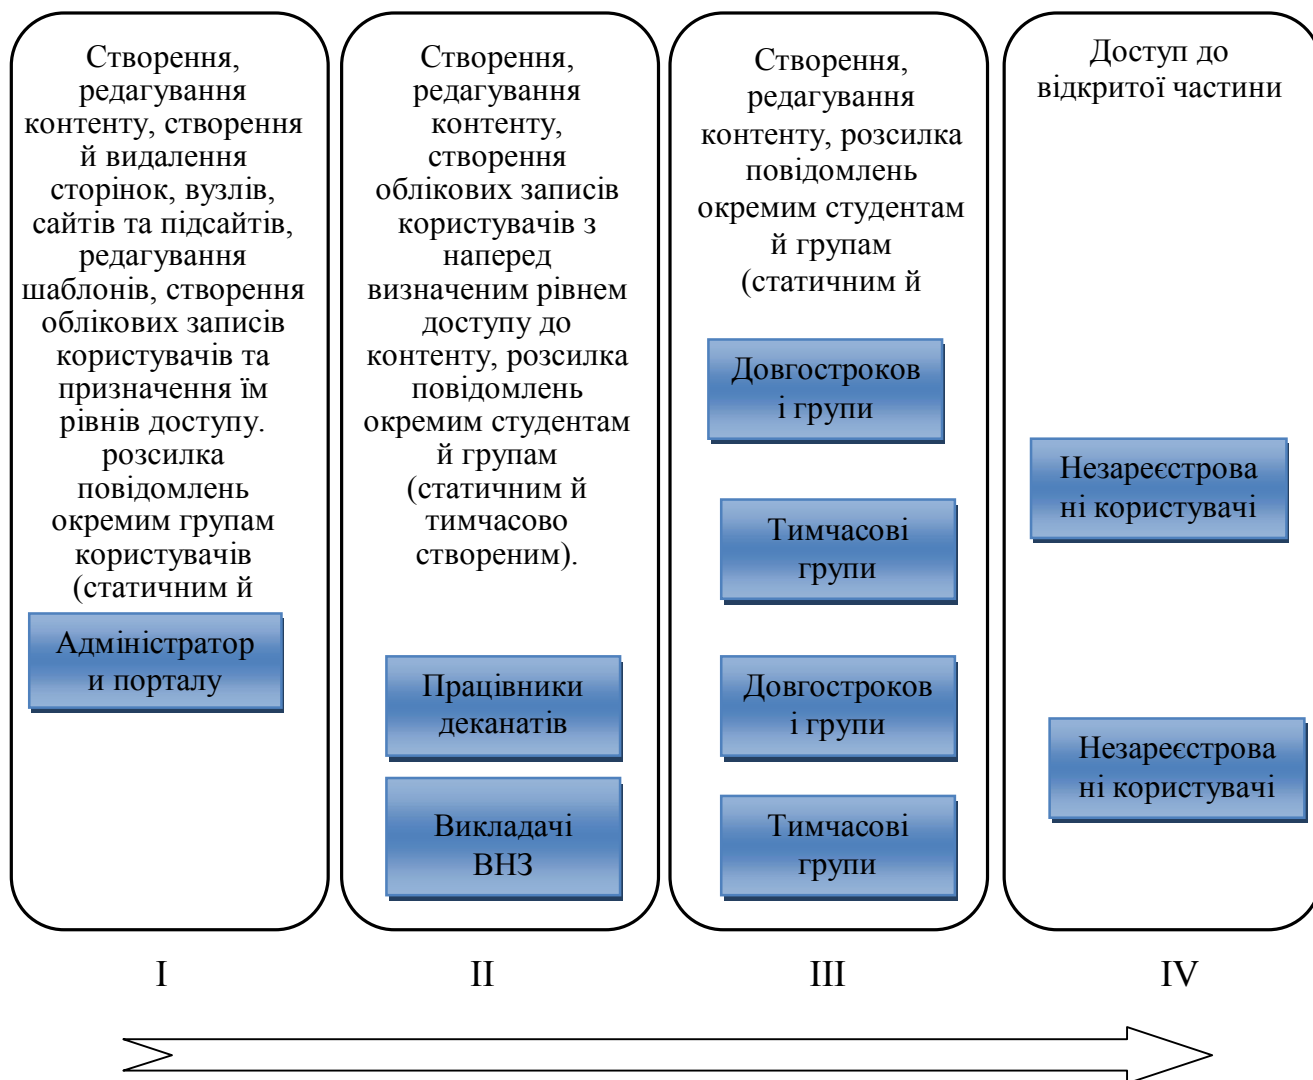 Створення,
редагування
контенту, створення
й видалення
сторінок, вузлів,
сайтів та підсайтів,
редагування
шаблонів, створення
облікових записів
користувачів та
призначення їм
рівнів доступу.
розсилка
повідомлень
окремим групам
користувачів
(статичним й
Адміністратор
и порталу
I
Створення,
редагування
контенту,
створення
облікових записів
користувачів з
наперед
визначеним рівнем
доступу до
контенту, розсилка
повідомлень
окремим студентам
й групам
(статичним й
тимчасово
створеним).
Працівники
деканатів
Викладачі
ВНЗ
II
Створення,
редагування
контенту, розсилка
повідомлень
окремим студентам
й групам
(статичним й
Довгостроков
і групи
Тимчасові
групи
Довгостроков
і групи
Тимчасові
групи
III
Доступ до
відкритої частини
Незареєстрова
ні користувачі
Незареєстрова
ні користувачі
IV